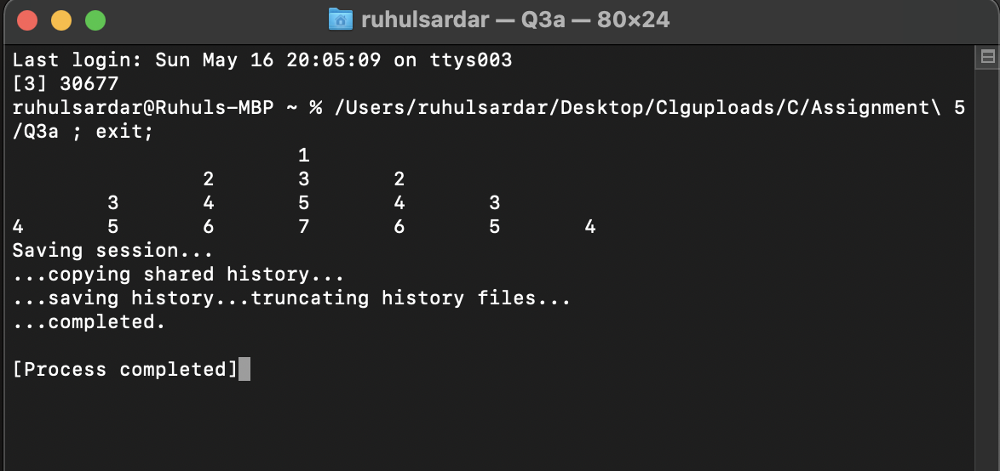 ruhulsardar — Q3a — 80×24
Last login: Sun May 16 20:05:09 on ttys003
[3] 30677
ruhulsardar@Ruhuls-MBP ~ % /Users/ruhulsardar/Desktop/Clguploads/C/Assignment\ 5
/Q3a ; exit;
                        1
                2       3       2
        3       4       5       4       3
4       5       6       7       6       5       4
Saving session...
...copying shared history...
...saving history...truncating history files...
...completed.
[Process completed]